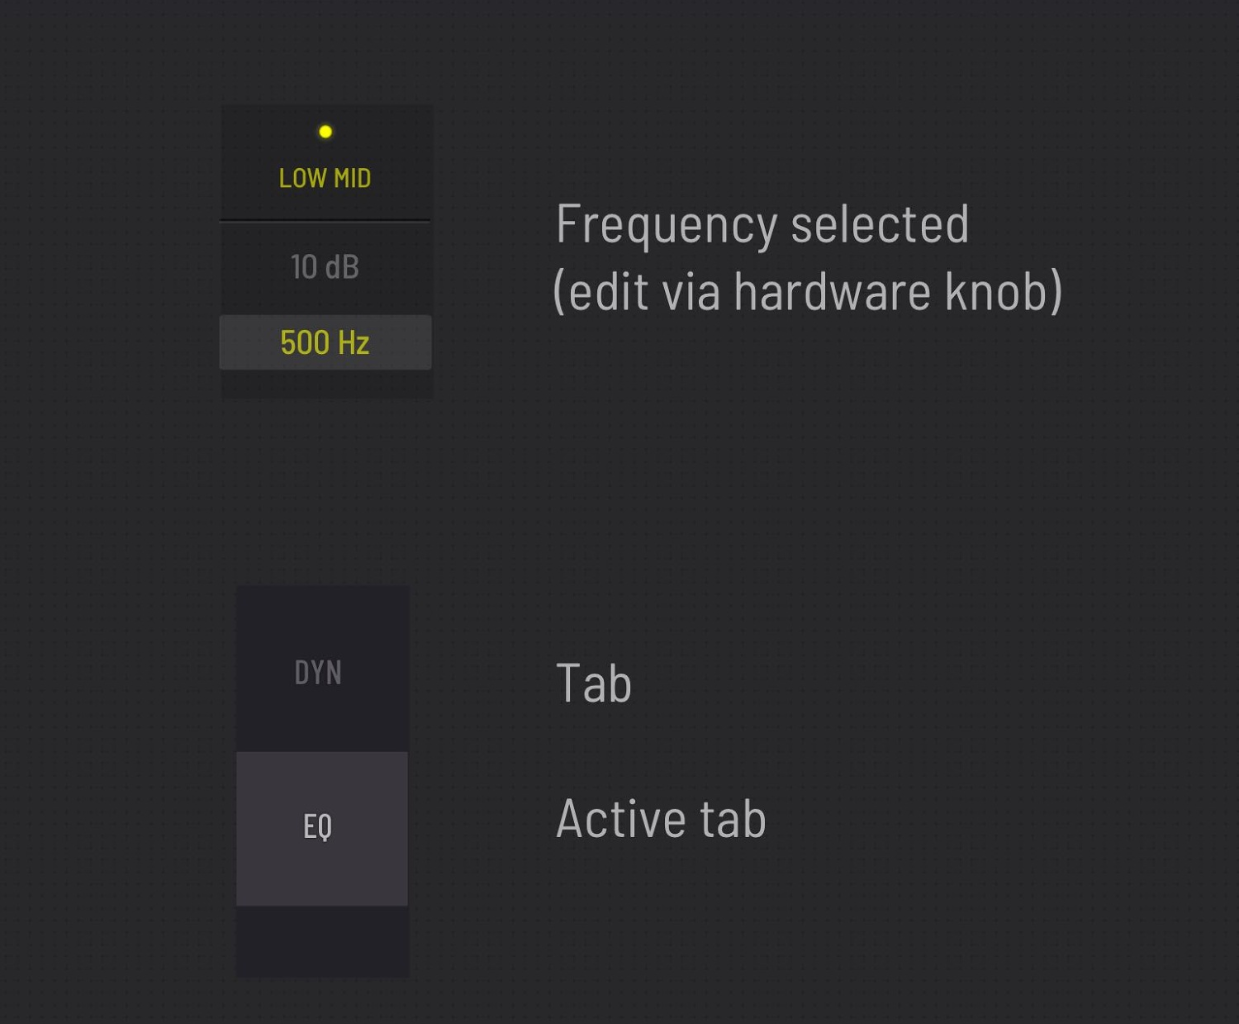 LOW MID
10 dB
500 Hz
Frequency selected
(edit via hardware knob)
DYN
Tab
EQ
Active tab